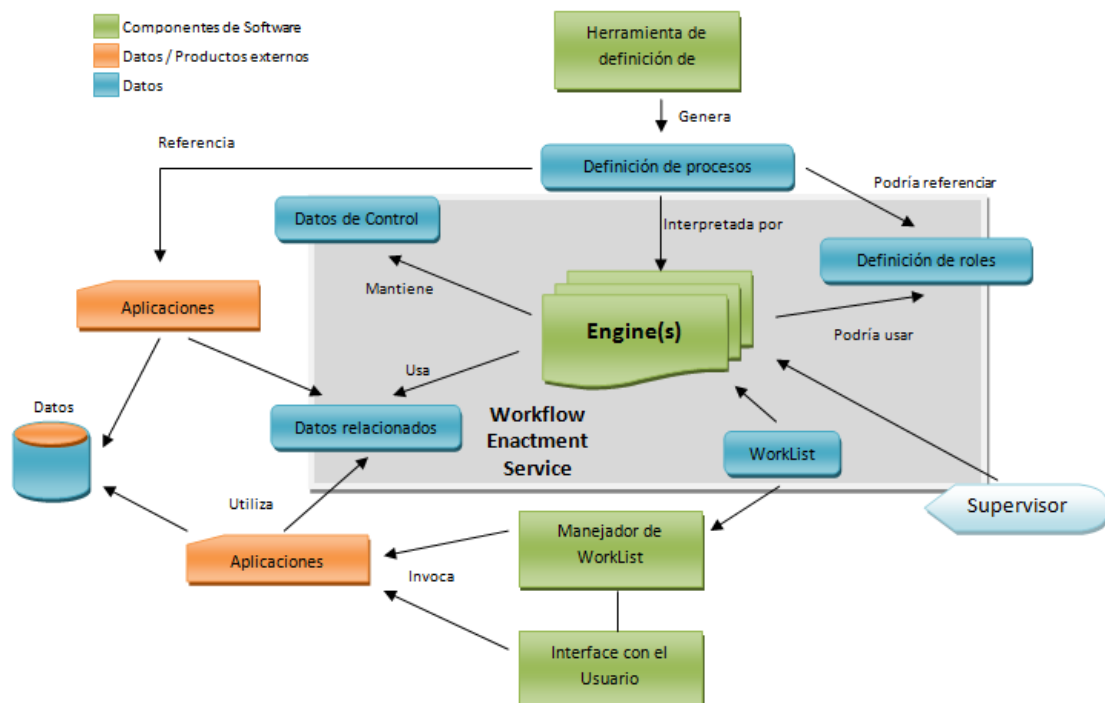 Componentes de Software
Datos / Productos externos
Datos
Herramienta de
definición de
Genera
Referencia
Definición de procesos
Podría referenciar
Datos de Control
Interpretada por
Definición de roles
Mantiene
Aplicaciones
Engine(s)
Podría usar
Usa
Datos
Datos relacionados
Workflow
Enactment
Service
WorkList
Supervisor
Utiliza
Manejador de
WorkList
Aplicaciones
Invoca
Interface con el
Usuario